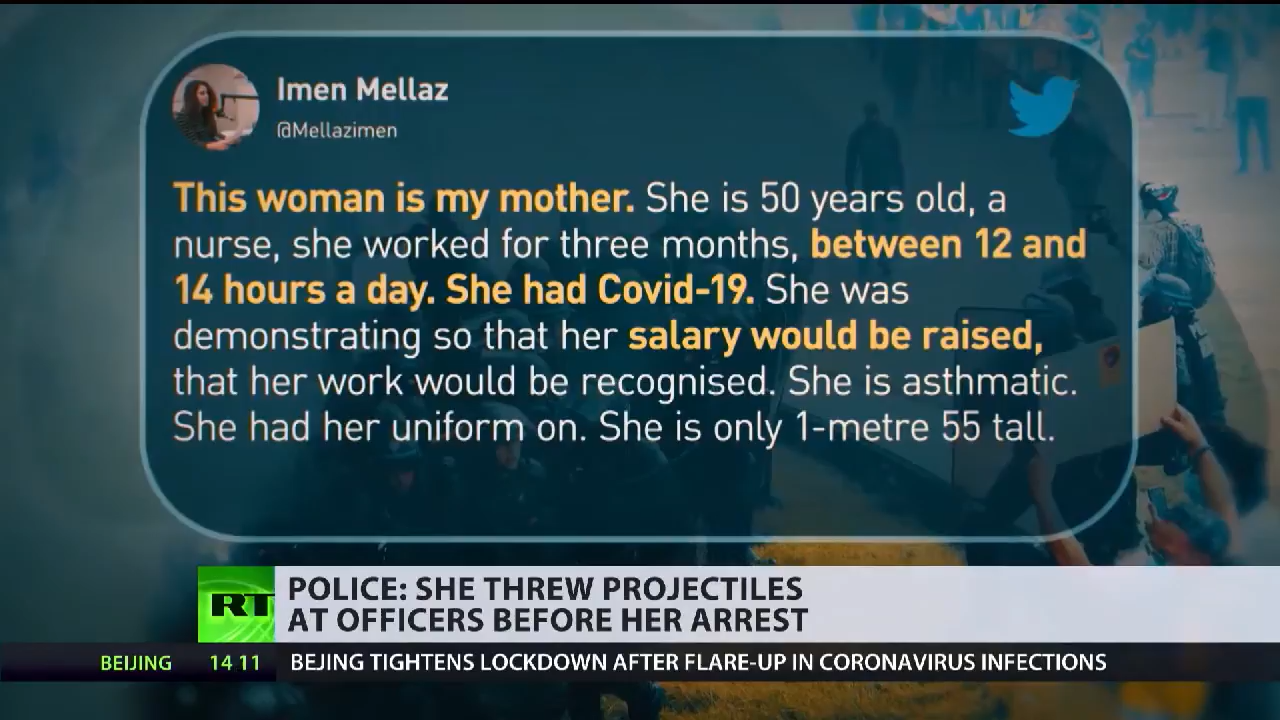 Imen Mellaz
@Mellazimen
This woman is my mother. She is 50 years old, a
nurse, she worked for three months, between 12 and
14 hours a day. She had Covid-19. She was
demonstrating so that her salary would be raised,
that her work would be recognised. She is asthmatic.
She had her uniform on. She is only 1-metre 55 tall.
RT
POLICE: SHE THREW PROJECTILES
AT OFFICERS BEFORE HER ARREST
BEIJING 14 11 BEJING TIGHTENS LOCKDOWN AFTER FLARE-UP IN CORONAVIRUS INFECTIONS